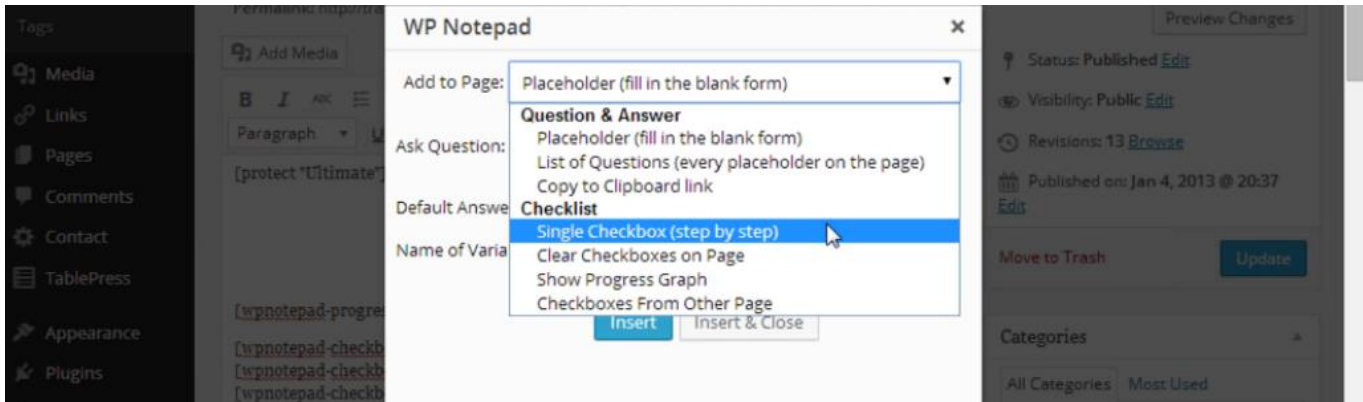 Tags
Media
Links
Pages
Comments
Contact
TablePress
Appearance
Plugins
Permalink:
Add Media
B I ABC
Paragraph
[protect "Ultimate"]
[wpnotepad-progres
[wpnotepad-checkb
[wpnotepad-checkb
[wpnotepad-checkb
WP Notepad ×
Add to Page: Placeholder (fill in the blank form)
Question & Answer
Placeholder (fill in the blank form)
List of Questions (every placeholder on the page)
Copy to Clipboard link
Checklist
Single Checkbox (step by step)
Clear Checkboxes on Page
Show Progress Graph
Checkboxes From Other Page
Ask Question:
Default Answe
Name of Varia
Insert Insert & Close
Preview Changes
Status: Published Edit
Visibility: Public Edit
Revisions: 13 Browse
Published on: Jan 4, 2013 @ 20:37
Edit
Move to Trash Update
Categories
All Categories Most Used